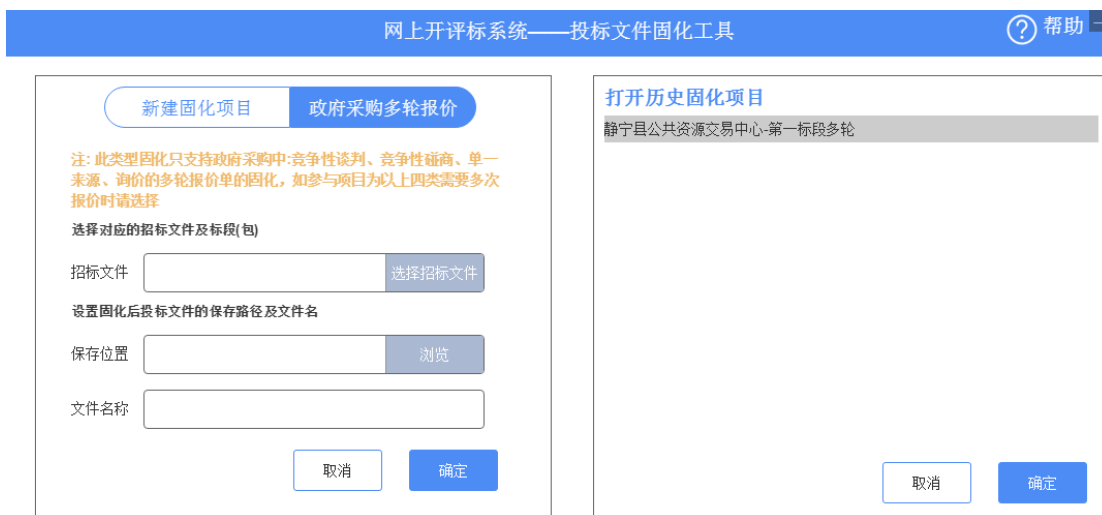 网上开评标系统——投标文件固化工具
帮助
新建固化项目
政府采购多轮报价
注: 此类型固化只支持政府采购中:竞争性谈判、竞争性磋商、单一
来源、询价的多轮报价单的固化，如参与项目为以上四类需要多次
报价时请选择
选择对应的招标文件及标段(包)
招标文件
选择招标文件
设置固化后投标文件的保存路径及文件名
保存位置
浏览
文件名称
取消
确定
打开历史固化项目
静宁县公共资源交易中心-第一标段多轮
取消
确定